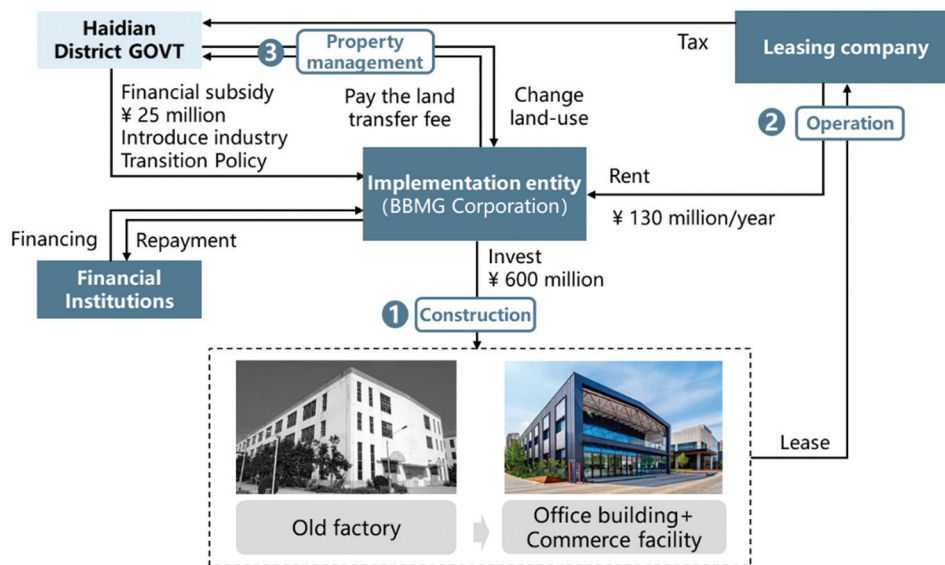 Haidian
District GOVT
3
Property
management
Tax
Leasing company
Financial subsidy
¥ 25 million
Introduce industry
Transition Policy
Pay the land
transfer fee
Change
land-use
2
Operation
Implementation entity
(BBMG Corporation)
Rent
¥ 130 million/year
Financing
Repayment
Financial
Institutions
Invest
¥ 600 million
1
Construction
Lease
Old factory
Office building+
Commerce facility